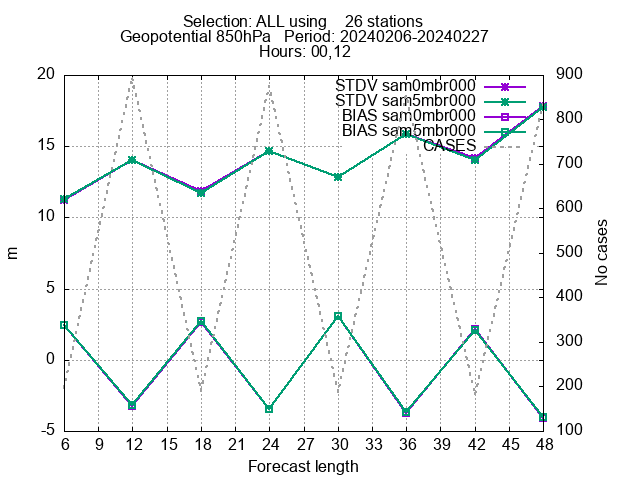 Selection: ALL using    26 stations
Geopotential 850hPa   Period: 20240206-20240227
Hours: 00,12
STDV sam0mbr000
STDV sam5mbr000
BIAS sam0mbr000
BIAS sam5mbr000
CASES
20
15
10
5
0
-5
m
900
800
700
600
500
400
300
200
100
No cases
6 9 12 15 18 21 24 27 30 33 36 39 42 45 48
Forecast length